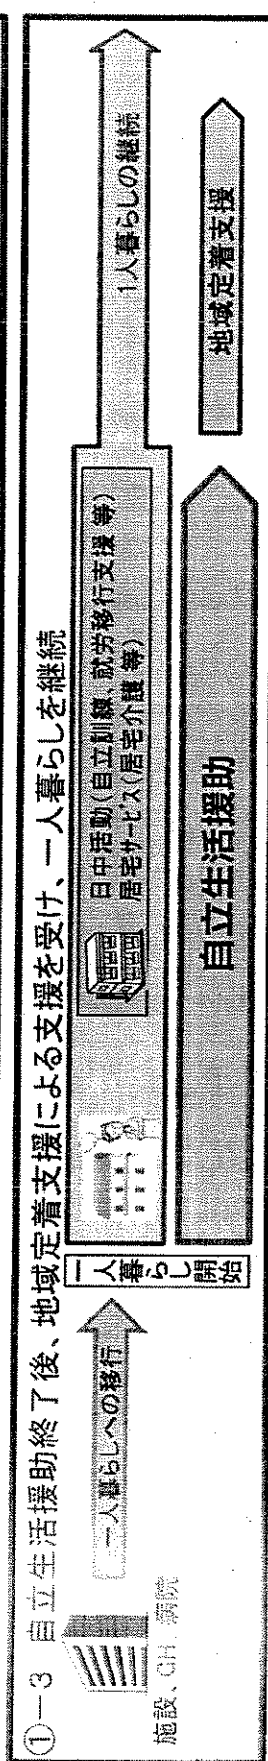 ①－3 自立生活援助終了後、地域定着支援による支援を受け、一人暮らしを継続
施設、GH、病院
一人暮らしへの移行
一人暮らし開始
日中活動(自立訓練、就労移行支援 等)
居宅サービス(居宅介護 等)
1人暮らしの継続
自立生活援助
地域定着支援